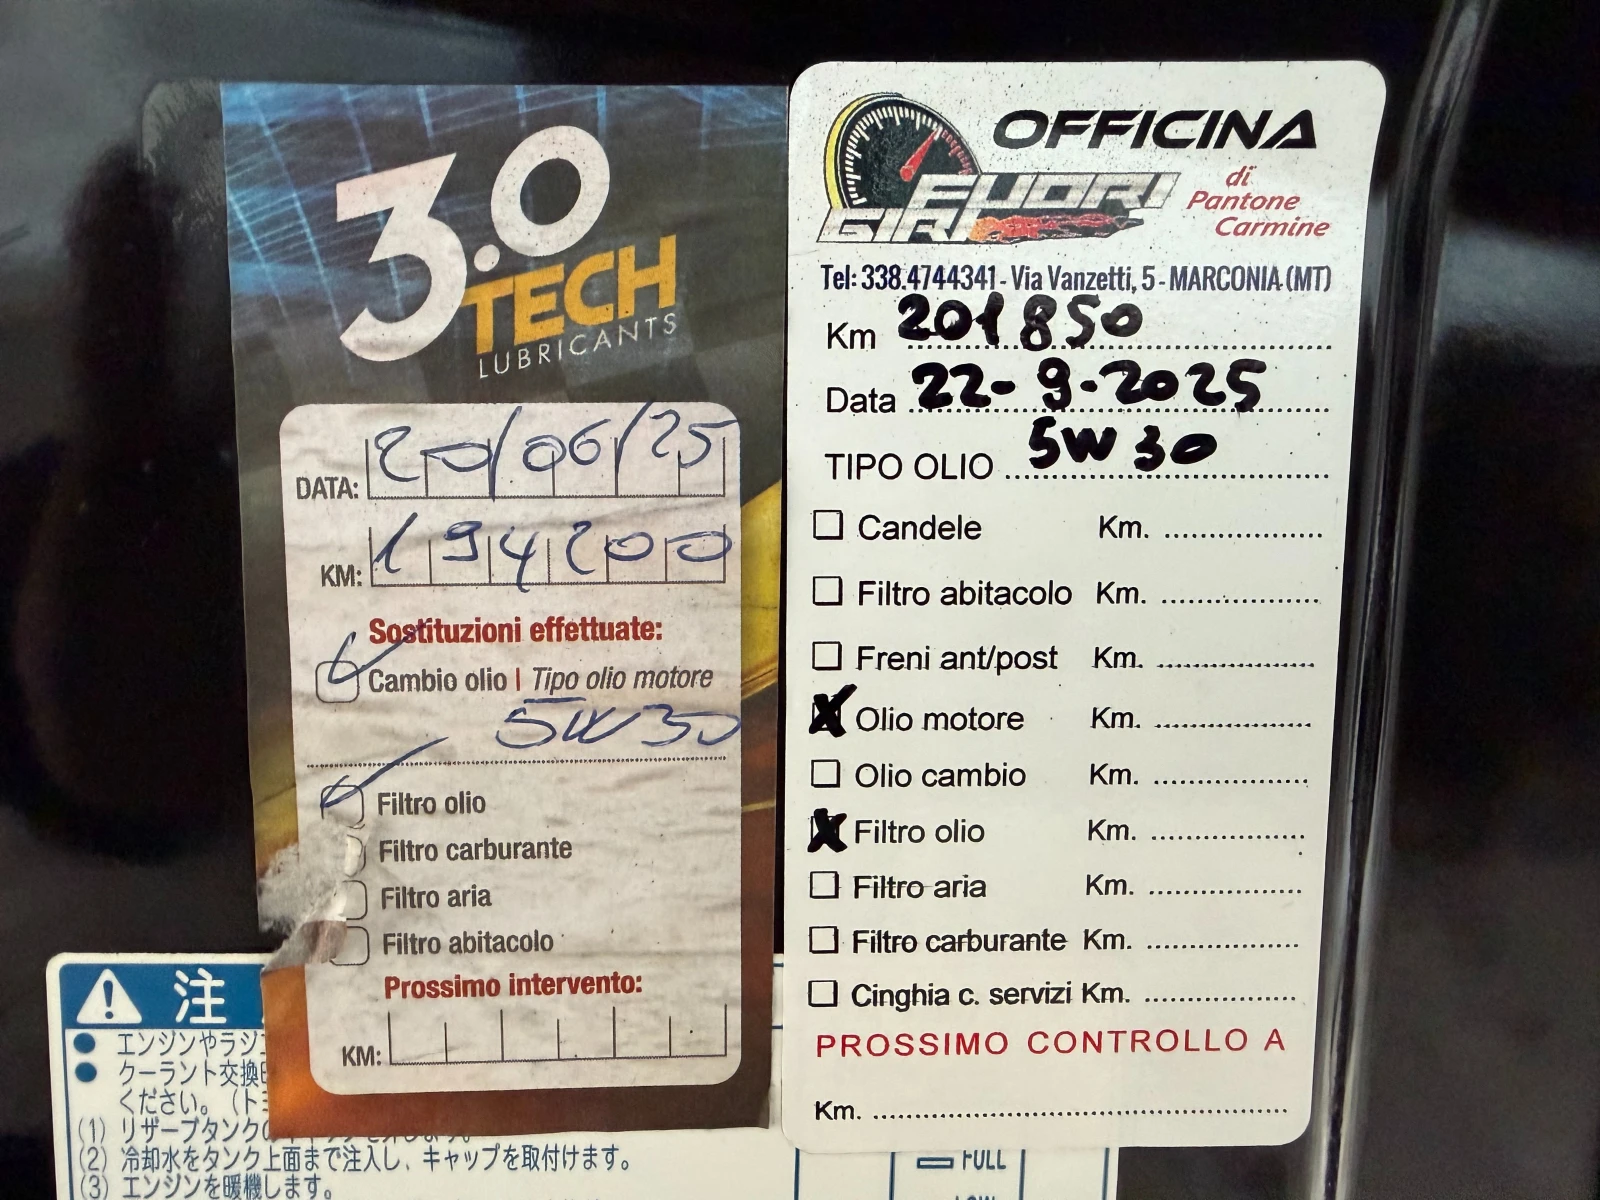 3.0
TECH
LUBRICANTS
DATA: 20/06/25
KM: 194200
Sostituzioni effettuate:
Cambio olio | Tipo olio motore
5W30
Filtro olio
Filtro carburante
Filtro aria
Filtro abitacolo
Prossimo intervento:
KM:
OFFICINA
FUORI
GIRI
di
Pantone
Carmine
Tel: 338.4744341 - Via Vanzetti, 5 - MARCONIA (MT)
Km 201850
Data 22-9-2025
TIPO OLIO 5W30
Candele Km.
Filtro abitacolo Km.
Freni ant/post Km.
Olio motore Km.
Olio cambio Km.
Filtro olio Km.
Filtro aria Km.
Filtro carburante Km.
Cinghia c. servizi Km.
PROSSIMO CONTROLLO A
Km.
注
● エンジンやラジ
● クーラント交換
ください。（ト
(1) リザーブタンク
(2) 冷却水をタンク上面まで注入し、キャップを取付けます。
(3) エンジンを暖機します。
FULL